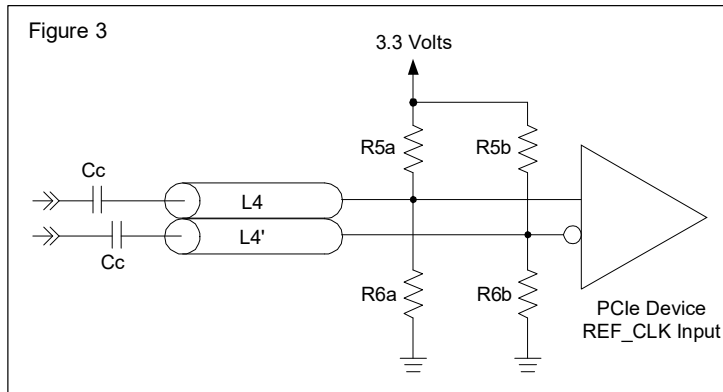 Figure 3
3.3 Volts
R5a
R5b
Cc
L4
L4'
Cc
R6a
R6b
PCIe Device
REF_CLK Input